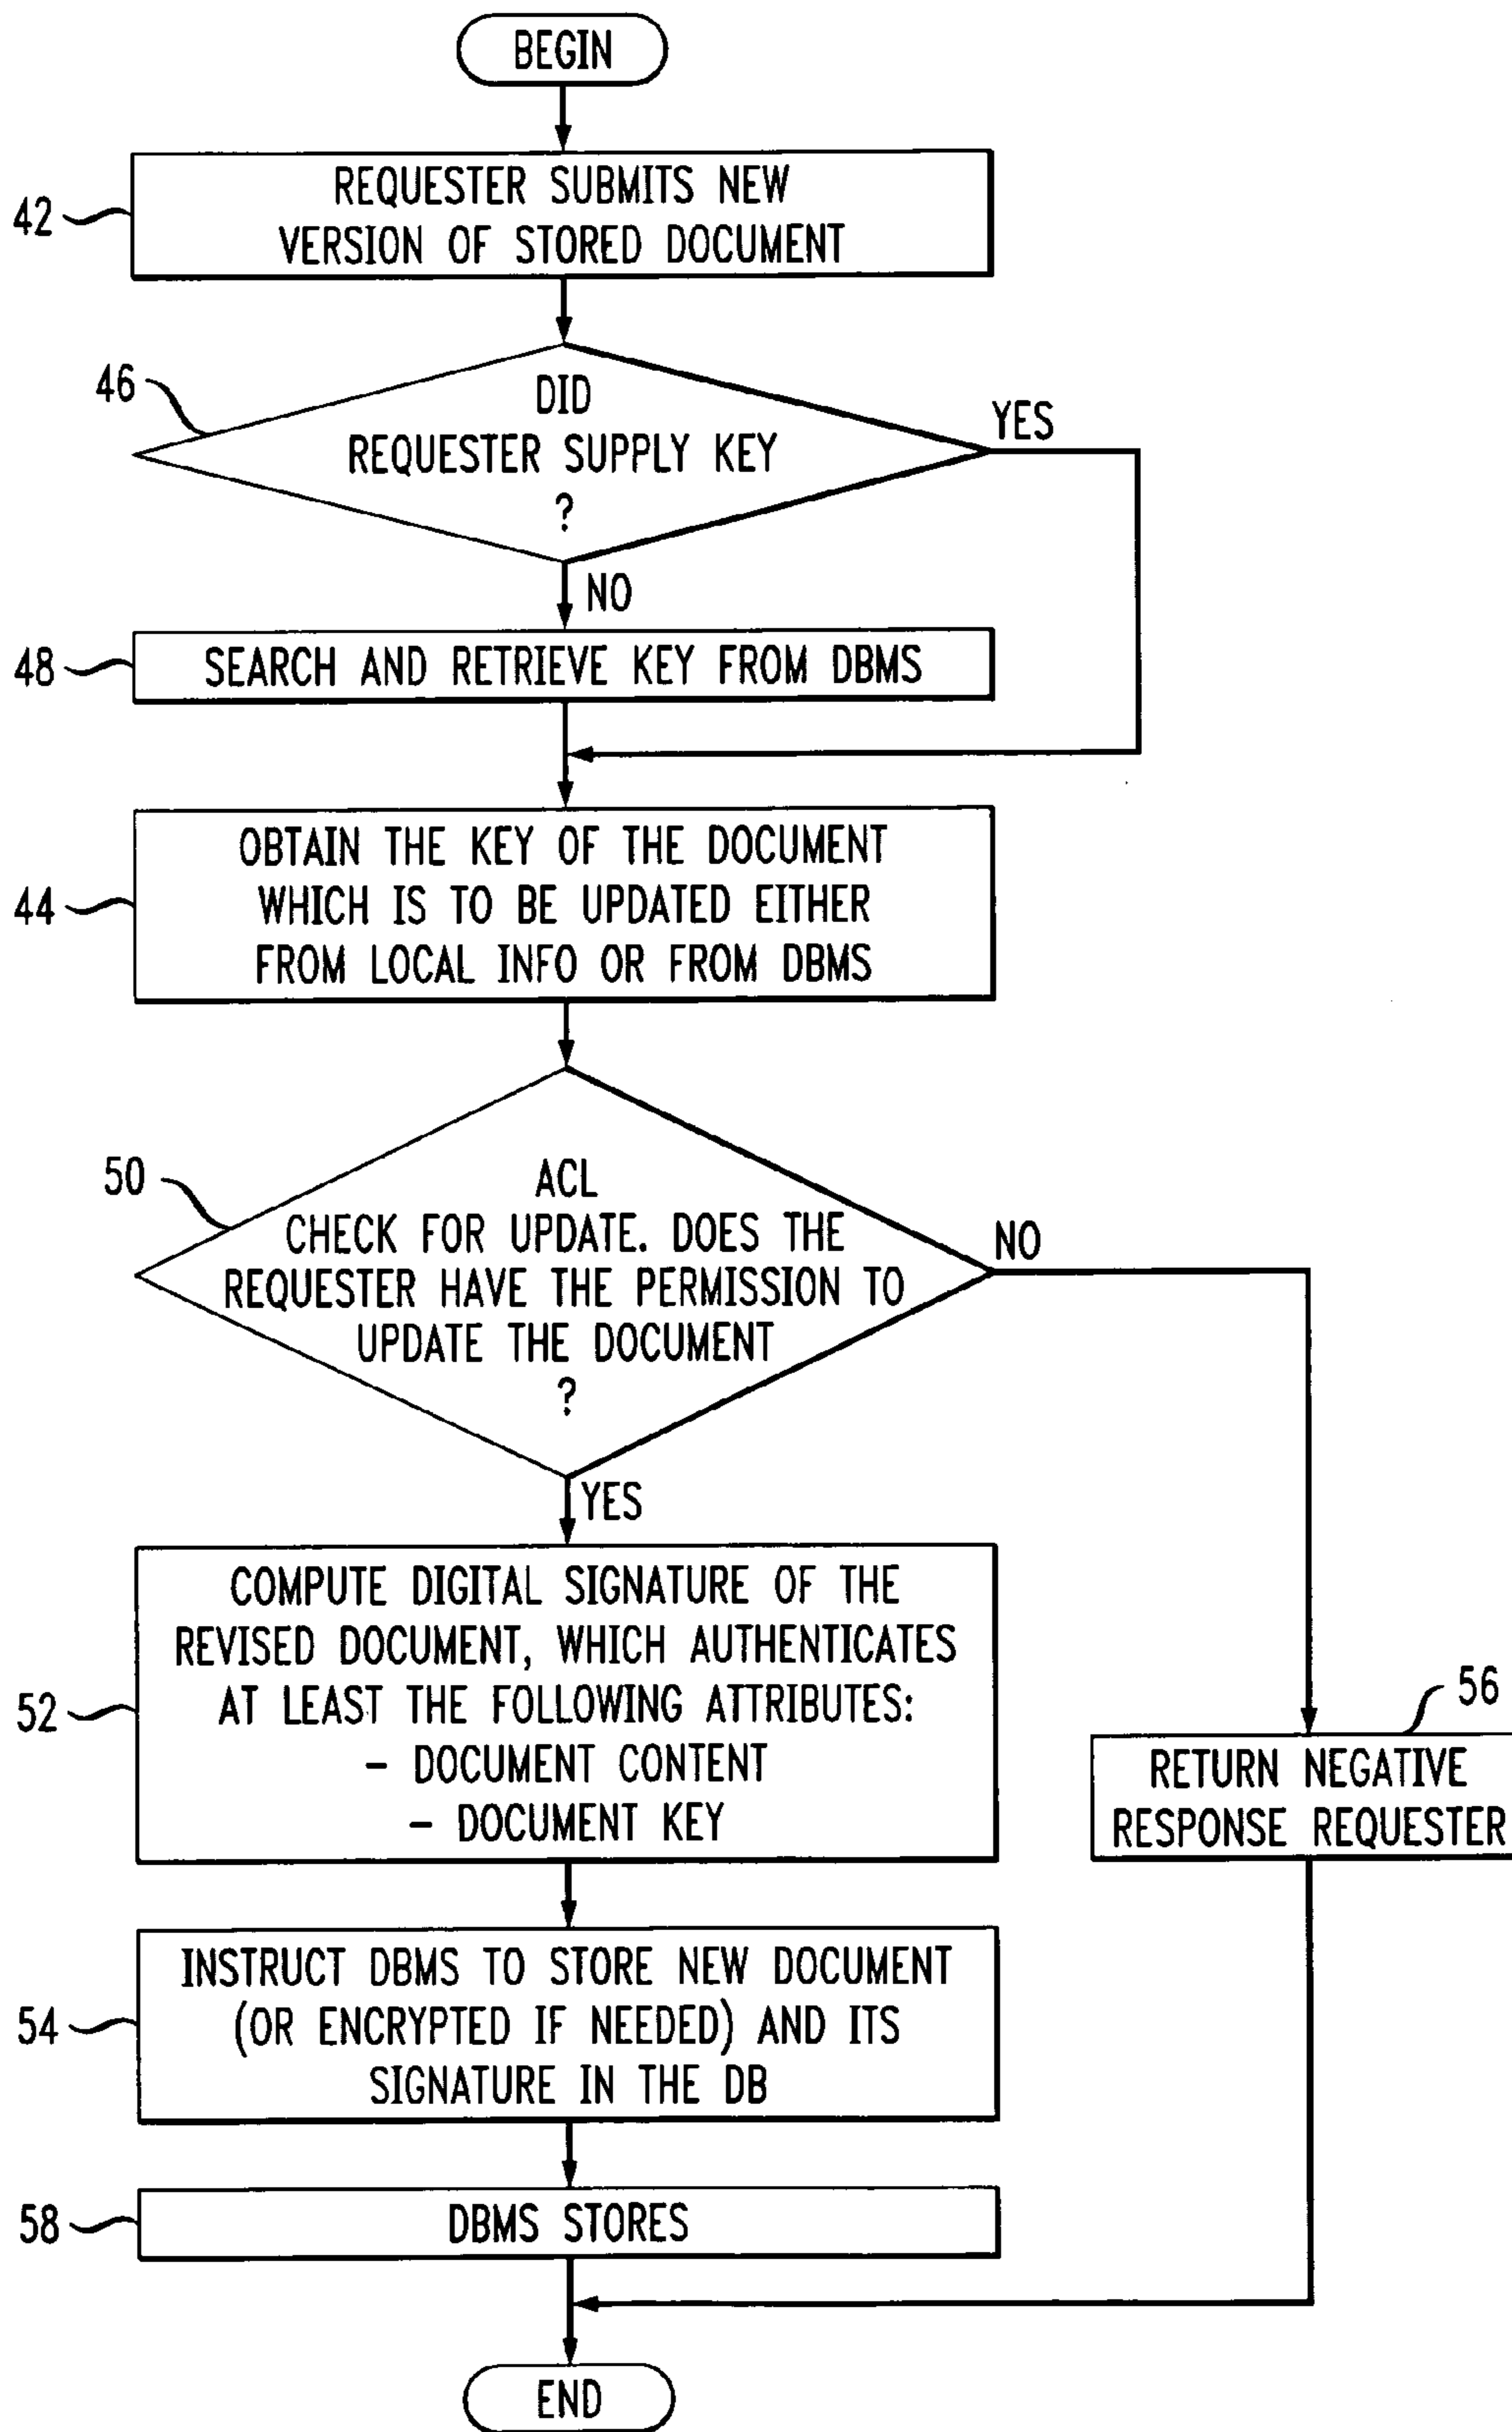 BEGIN
42
REQUESTER SUBMITS NEW
VERSION OF STORED DOCUMENT
46
DID
REQUESTER SUPPLY KEY
?
YES
NO
48
SEARCH AND RETRIEVE KEY FROM DBMS
44
OBTAIN THE KEY OF THE DOCUMENT
WHICH IS TO BE UPDATED EITHER
FROM LOCAL INFO OR FROM DBMS
50
ACL
CHECK FOR UPDATE. DOES THE
REQUESTER HAVE THE PERMISSION TO
UPDATE THE DOCUMENT
?
NO
YES
52
COMPUTE DIGITAL SIGNATURE OF THE
REVISED DOCUMENT, WHICH AUTHENTICATES
AT LEAST THE FOLLOWING ATTRIBUTES:
– DOCUMENT CONTENT
– DOCUMENT KEY
56
RETURN NEGATIVE
RESPONSE REQUESTER
54
INSTRUCT DBMS TO STORE NEW DOCUMENT
(OR ENCRYPTED IF NEEDED) AND ITS
SIGNATURE IN THE DB
58
DBMS STORES
END